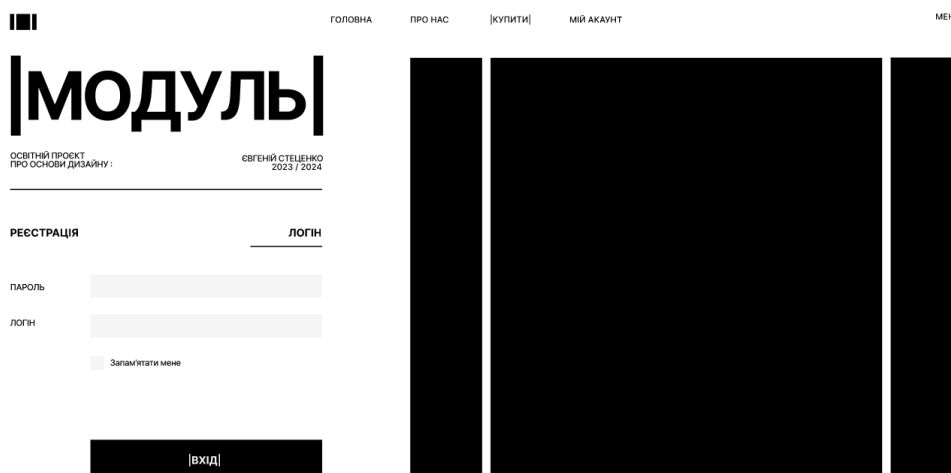 ГОЛОВНА ПРО НАС |КУПИТИ| МІЙ АКАУНТ
|МОДУЛЬ|
ОСВІТНІЙ ПРОЄКТ
ПРО ОСНОВИ ДИЗАЙНУ :
ЄВГЕНІЙ СТЕЦЕНКО
2023 / 2024
РЕЄСТРАЦІЯ ЛОГІН
ПАРОЛЬ
ЛОГІН
Запам'ятати мене
|ВХІД|